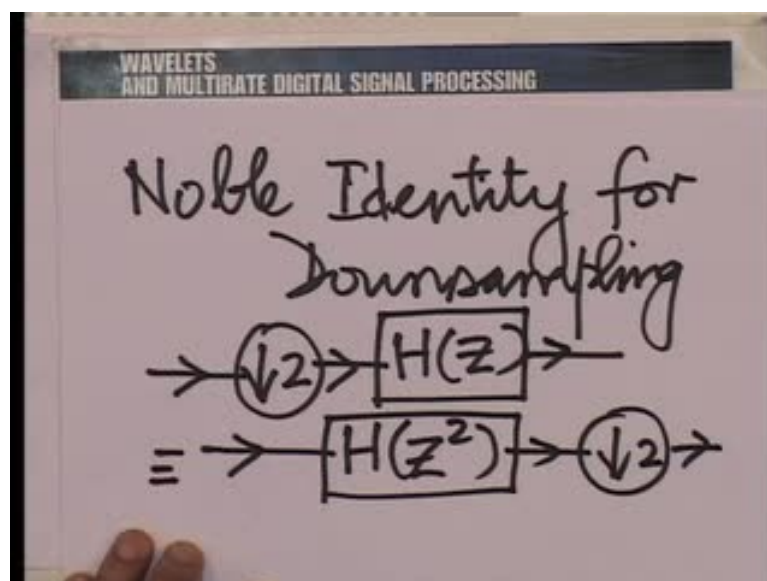 WAVELETS
AND MULTIRATE DIGITAL SIGNAL PROCESSING
Noble Identity for
Downsampling
↓2 H(Z)
≡ H(Z²) ↓2